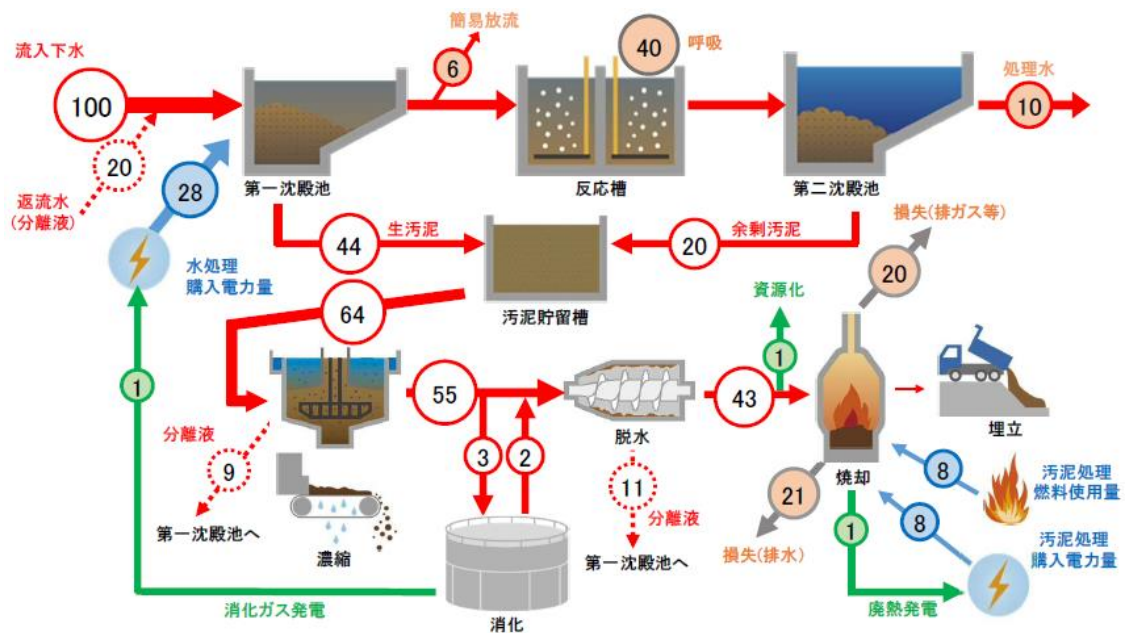 簡易放流
流入下水
100
6
40
呼吸
処理水
10
20
返流水
(分離液)
28
第一沈殿池
反応槽
第二沈殿池
水処理
購入電力量
44
生汚泥
20
余剰汚泥
損失(排ガス等)
20
64
汚泥貯留槽
資源化
1
1
55
43
脱水
埋立
分離液
9
3
2
11
分離液
焼却
8
汚泥処理
燃料使用量
21
8
汚泥処理
購入電力量
第一沈殿池へ
濃縮
第一沈殿池へ
損失(排水)
1
消化ガス発電
消化
廃熱発電